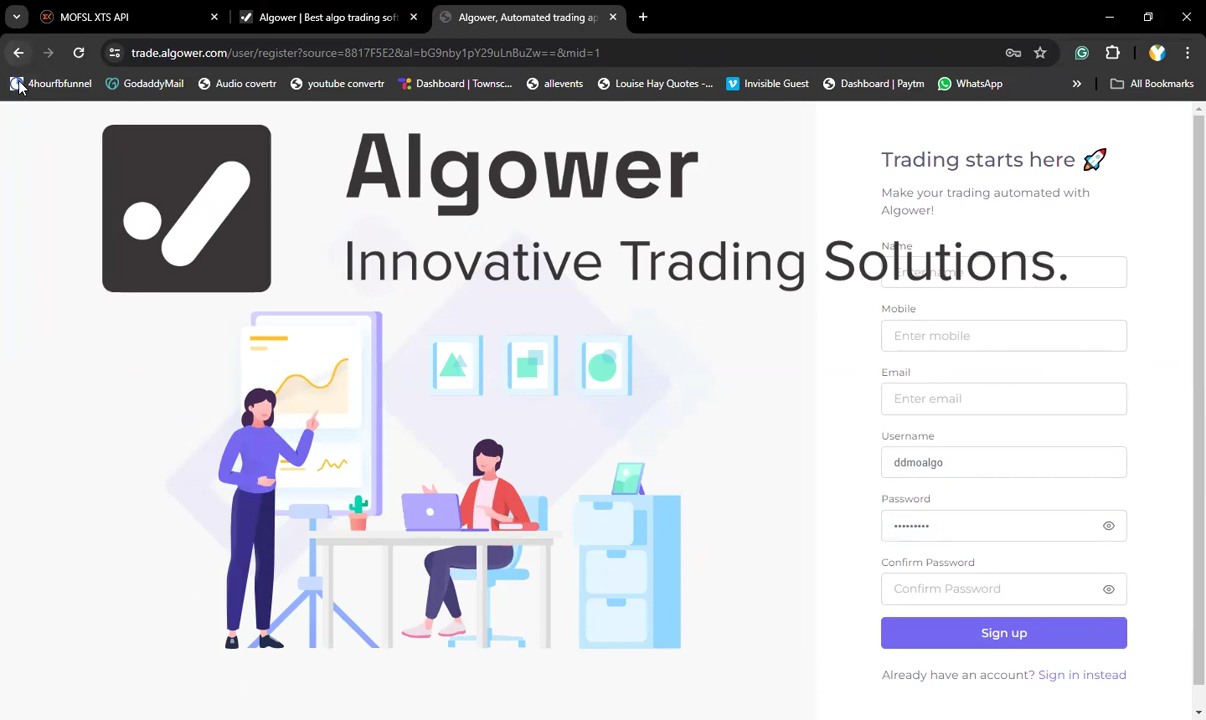 MOFSL XTS API
Algower | Best algo trading soft
Algower, Automated trading ap
trade.algower.com/user/register?source=8817F5E2&al=bG9nby1pY29uLnBuZw==&mid=1
4hourfbfunnel
GodaddyMail
Audio covertr
youtube convertr
Dashboard | Townsc...
allevents
Louise Hay Quotes -...
Invisible Guest
Dashboard | Paytm
WhatsApp
»
All Bookmarks
Algower
Innovative Trading Solutions.
Trading starts here 🚀
Make your trading automated with
Algower!
Name
Enter name
Mobile
Enter mobile
Email
Enter email
Username
ddmoalgo
Password
•••••••••
Confirm Password
Confirm Password
Sign up
Already have an account? Sign in instead